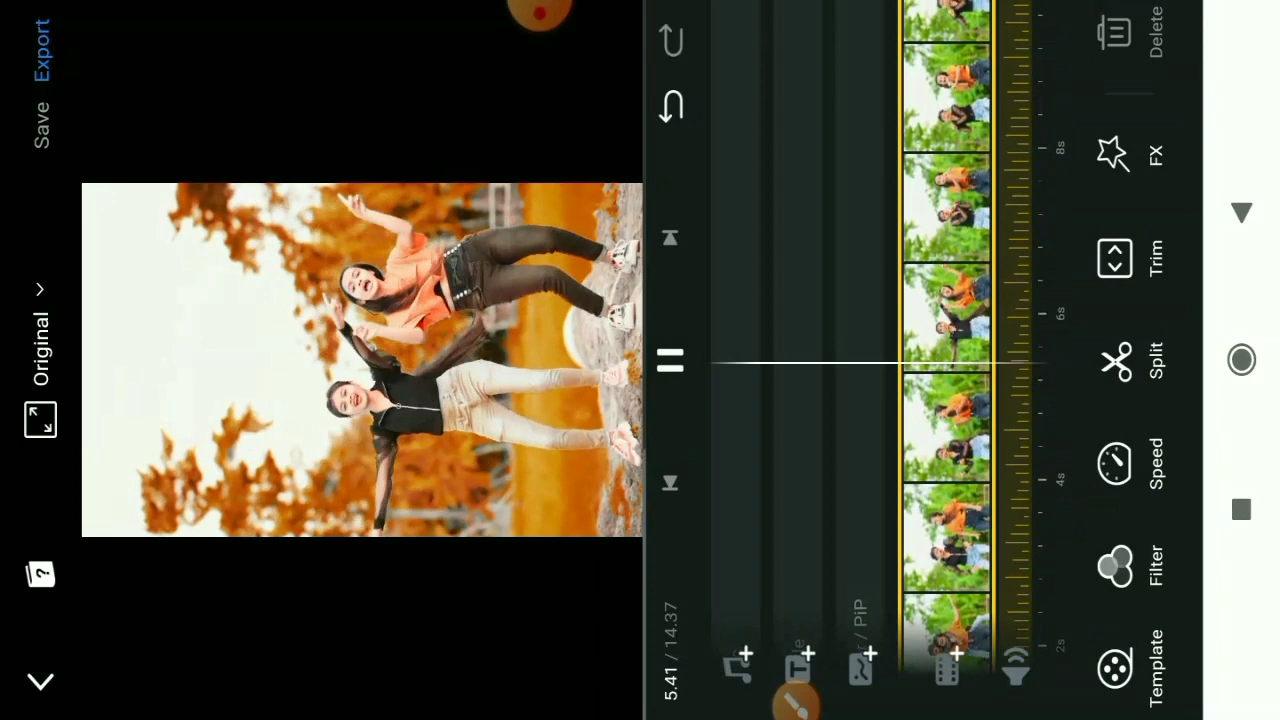 Original
Save
Export
5.41 / 14.37
/ PiP
2s
4s
6s
8s
Template
Filter
Speed
Split
Trim
FX
Delete